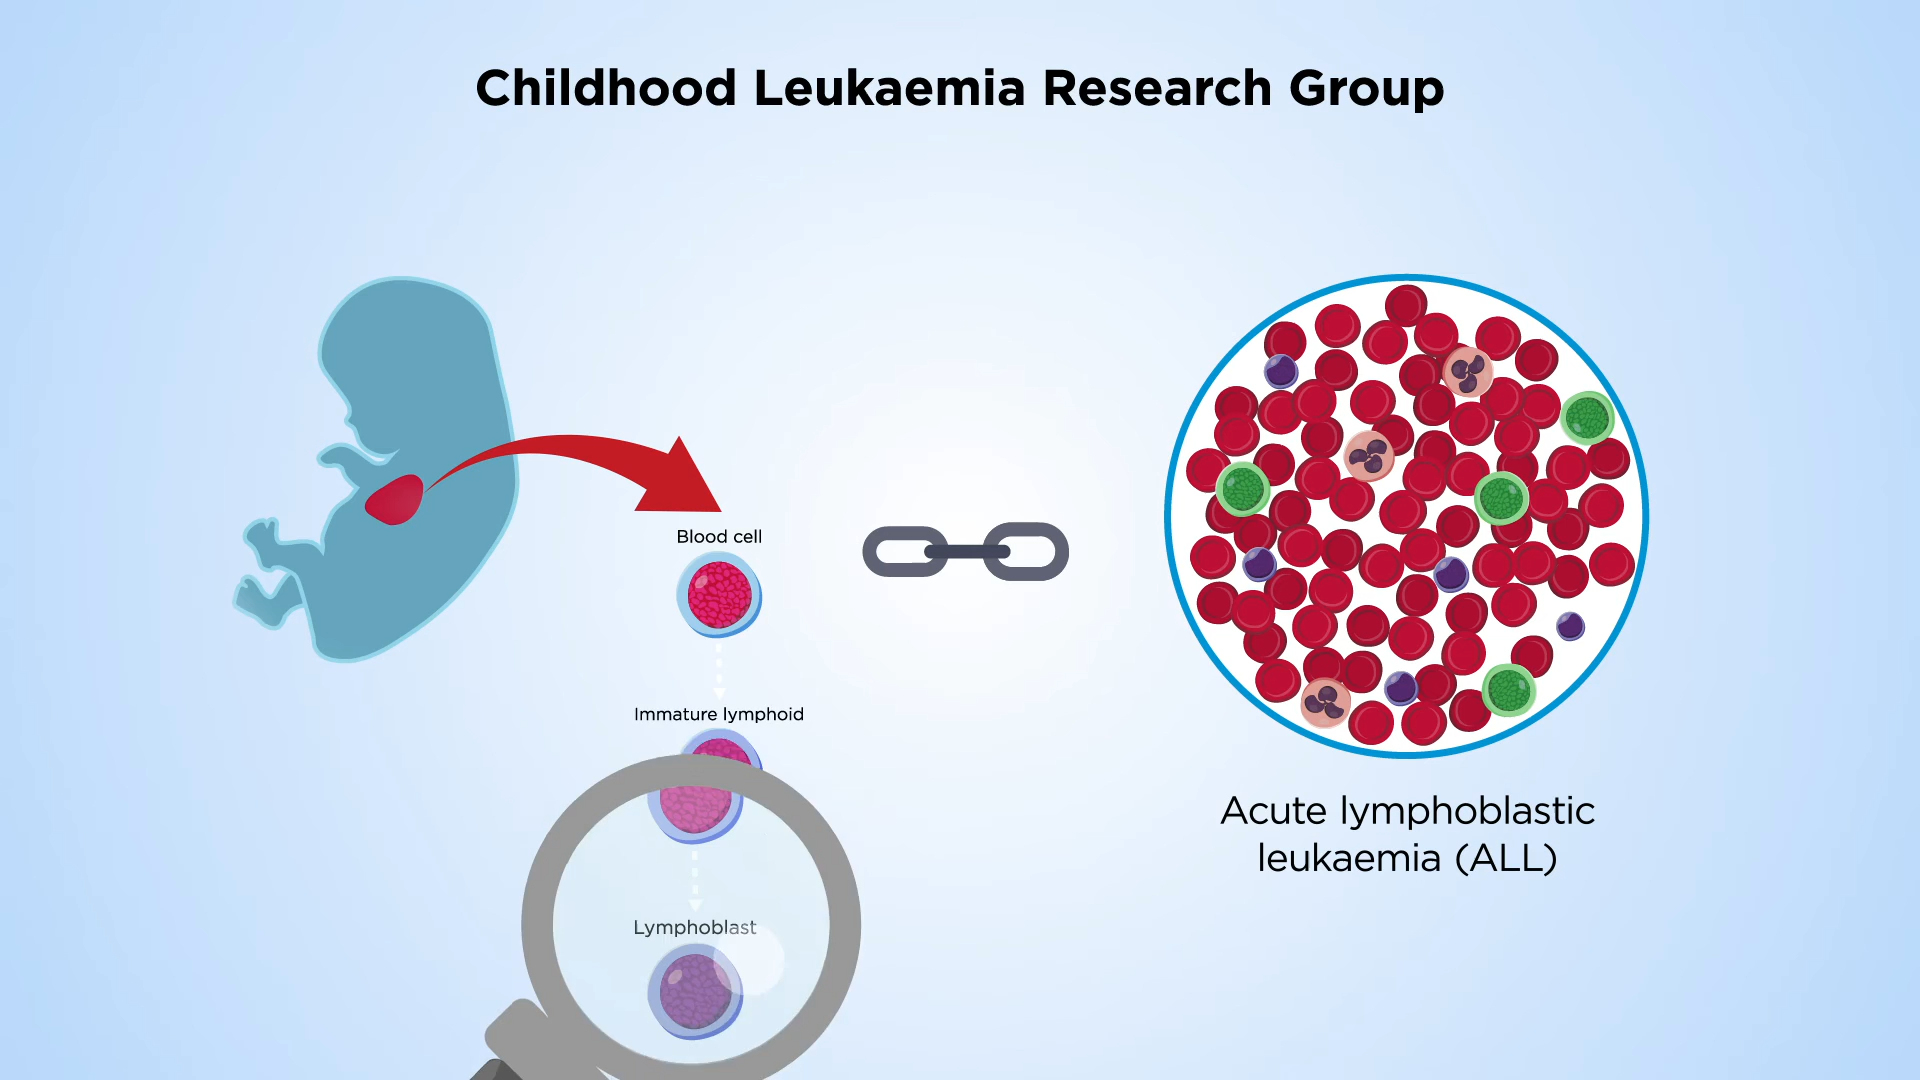 Childhood Leukaemia Research Group
Blood cell
Immature lymphoid
Lymphoblast
Acute lymphoblastic
leukaemia (ALL)